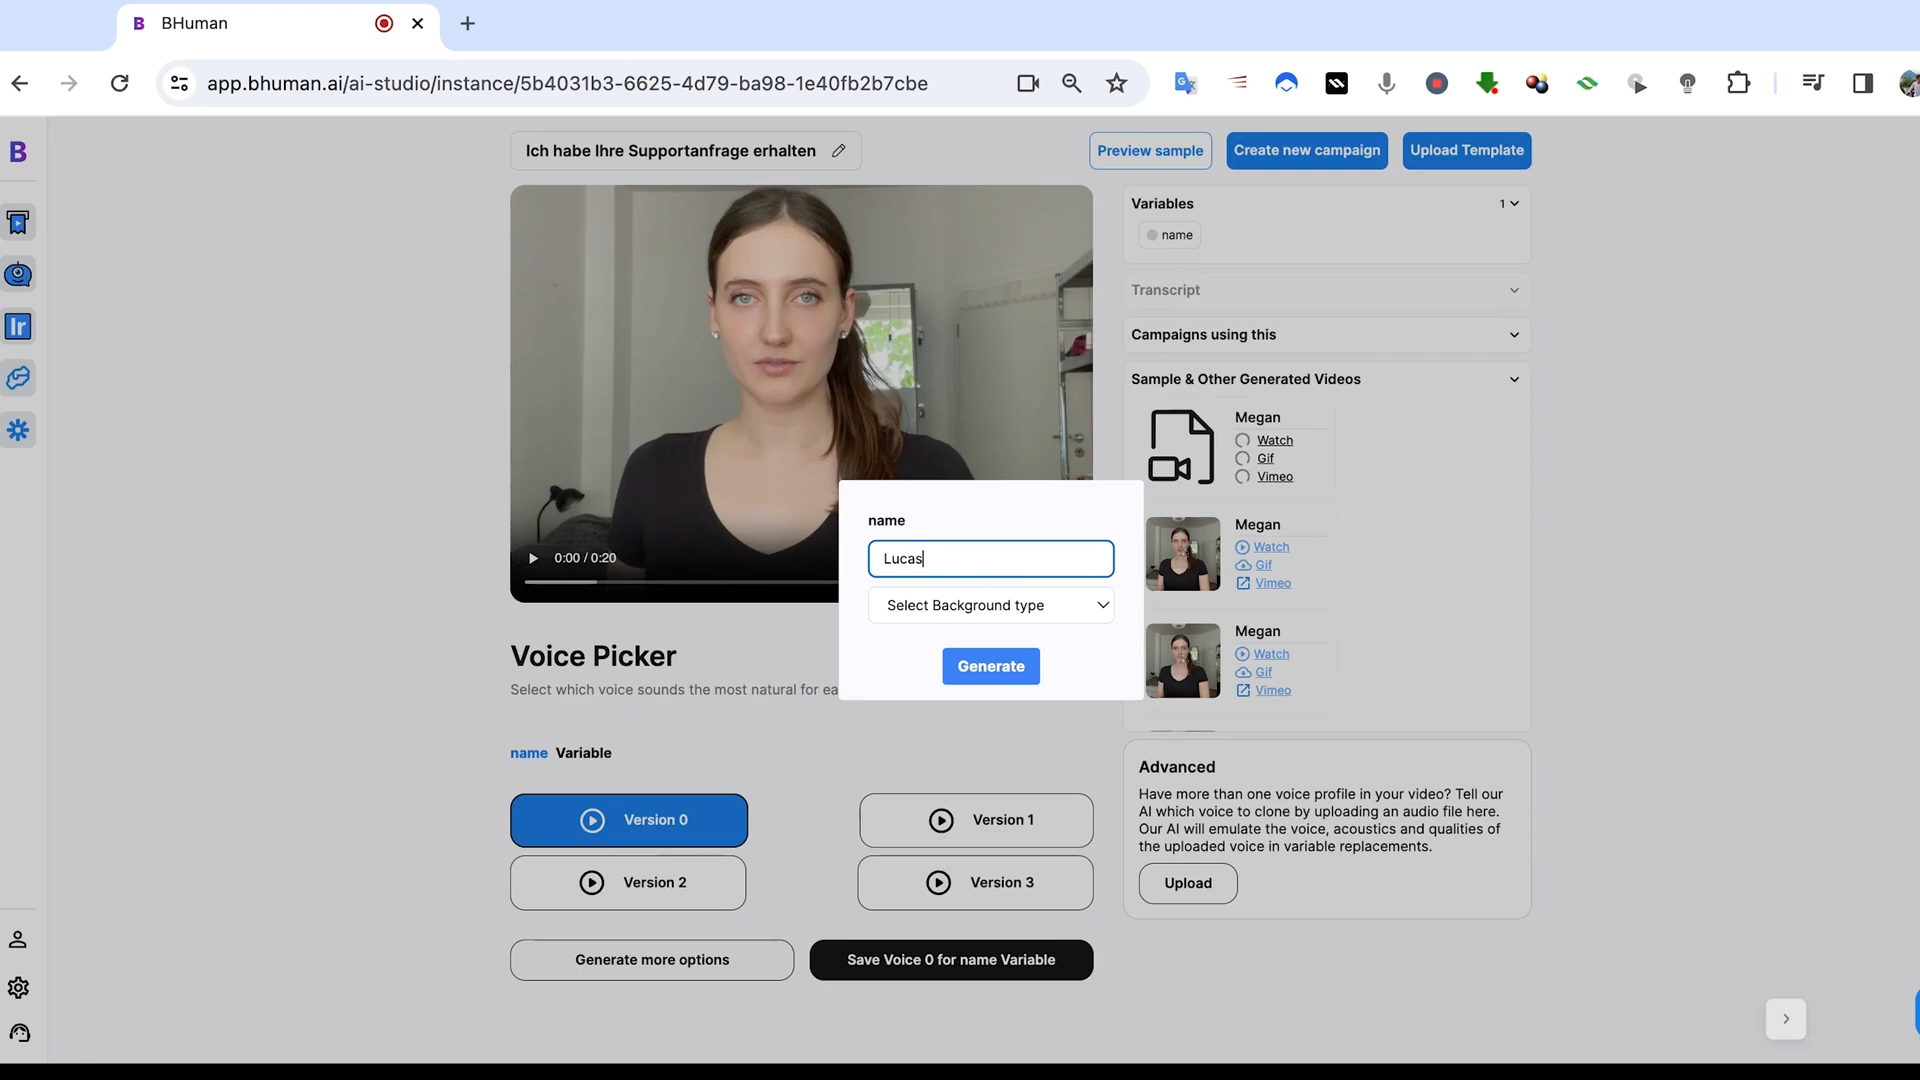 BHuman
app.bhuman.ai/ai-studio/instance/5b4031b3-6625-4d79-ba98-1e40fb2b7cbe
B
Ich habe Ihre Supportanfrage erhalten
Preview sample
Create new campaign
Upload Template
Variables
1
name
Transcript
Campaigns using this
Sample & Other Generated Videos
Megan
Watch
Gif
Vimeo
Megan
Watch
Gif
Vimeo
Megan
Watch
Gif
Vimeo
Ir
0:00 / 0:20
name
Lucas
Select Background type
Generate
Voice Picker
Select which voice sounds the most natural for ea
name Variable
Version 0
Version 1
Version 2
Version 3
Generate more options
Save Voice 0 for name Variable
Advanced
Have more than one voice profile in your video? Tell our
AI which voice to clone by uploading an audio file here.
Our AI will emulate the voice, acoustics and qualities of
the uploaded voice in variable replacements.
Upload